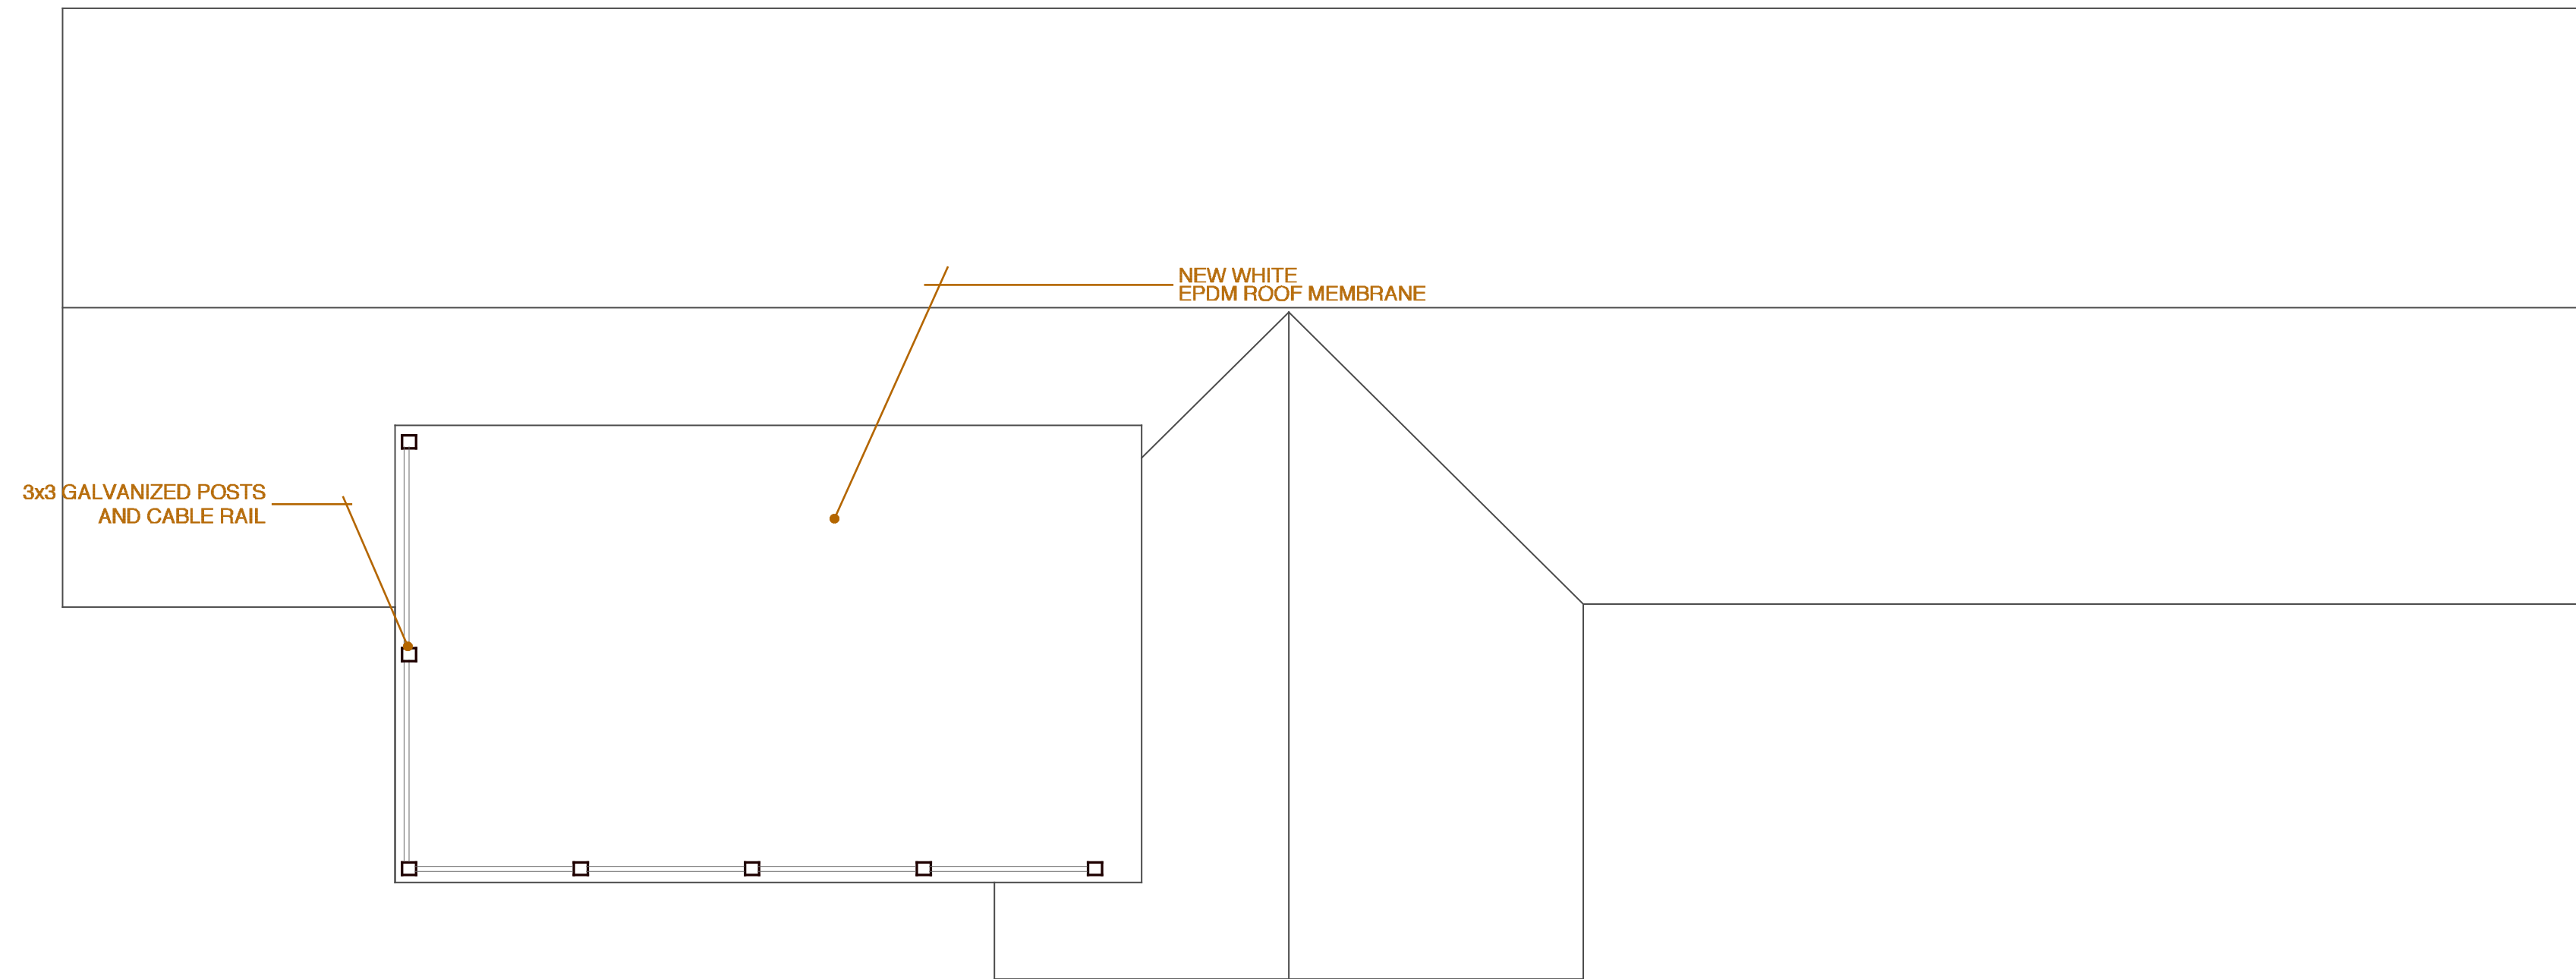 NEW WHITE
EPDM ROOF MEMBRANE
3x3 GALVANIZED POSTS
AND CABLE RAIL